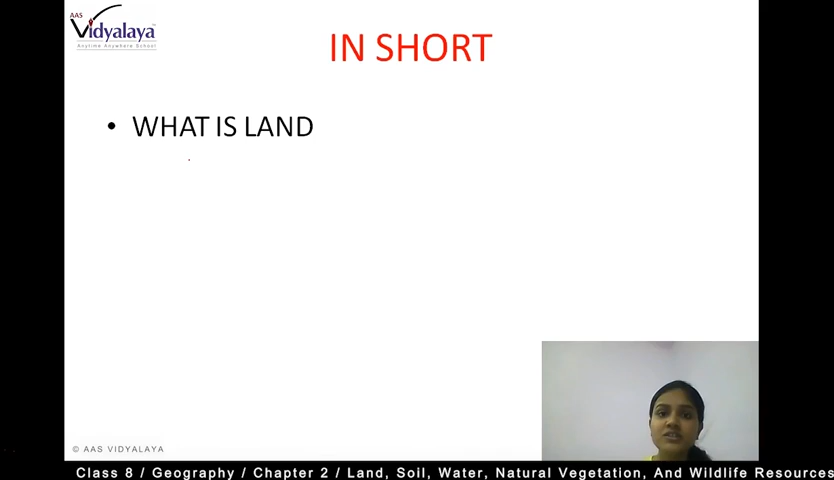 AAS
Vidyalaya
Anytime Anywhere School
IN SHORT
• WHAT IS LAND
© AAS VIDYALAYA
Class 8 / Geography / Chapter 2 / Land, Soil, Water, Natural Vegetation, And Wildlife Resources